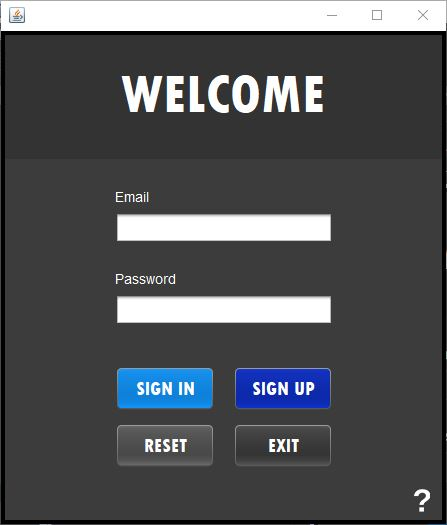 WELCOME
Email
Password
SIGN IN SIGN UP
RESET EXIT
?